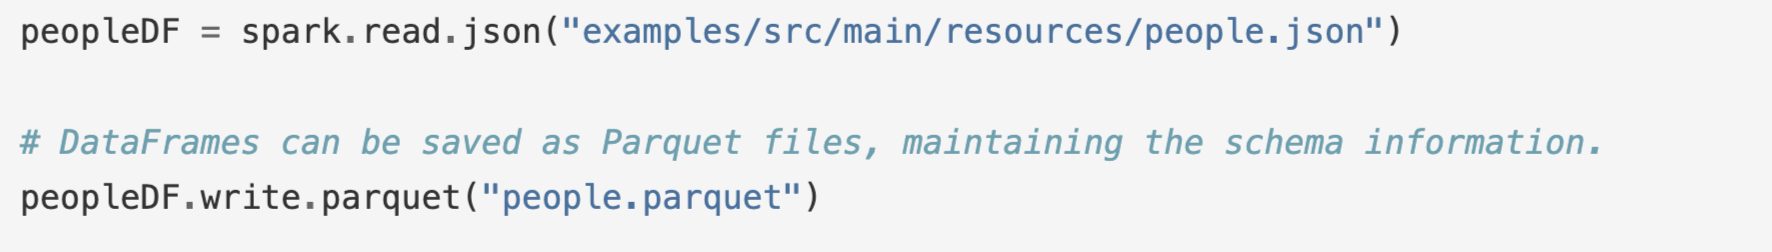 peopleDF = spark.read.json("examples/src/main/resources/people.json")
# DataFrames can be saved as Parquet files, maintaining the schema information.
peopleDF.write.parquet("people.parquet")